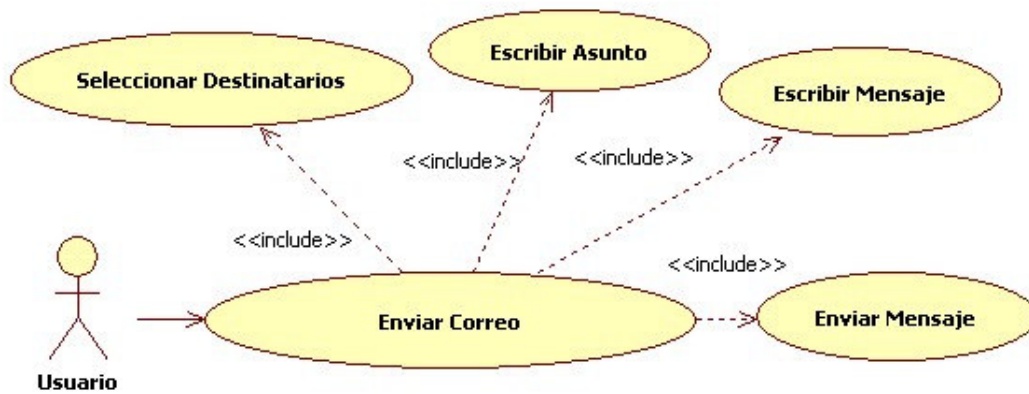 Escribir Asunto
Seleccionar Destinatarios
Escribir Mensaje
<<include>>
<<include>>
<<include>>
<<include>>
Enviar Correo
Enviar Mensaje
Usuario